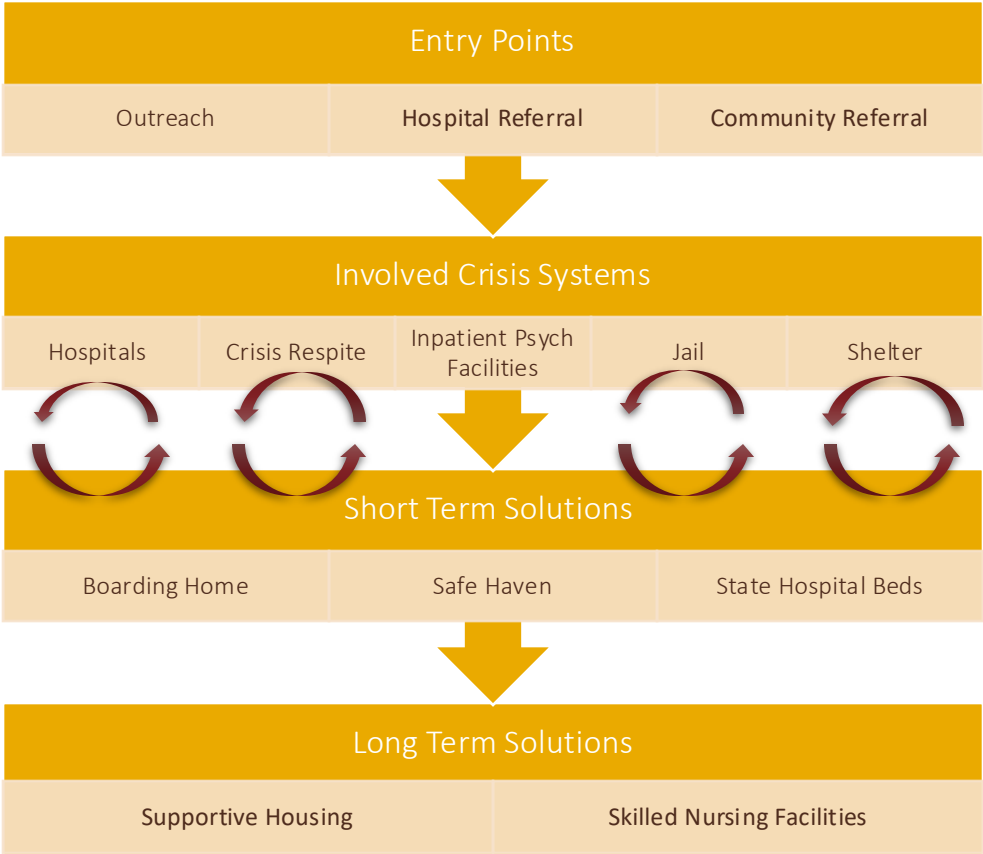 Entry Points
Outreach
Hospital Referral
Community Referral
Involved Crisis Systems
Hospitals
Crisis Respite
Inpatient Psych
Facilities
Jail
Shelter
Short Term Solutions
Boarding Home
Safe Haven
State Hospital Beds
Long Term Solutions
Supportive Housing
Skilled Nursing Facilities